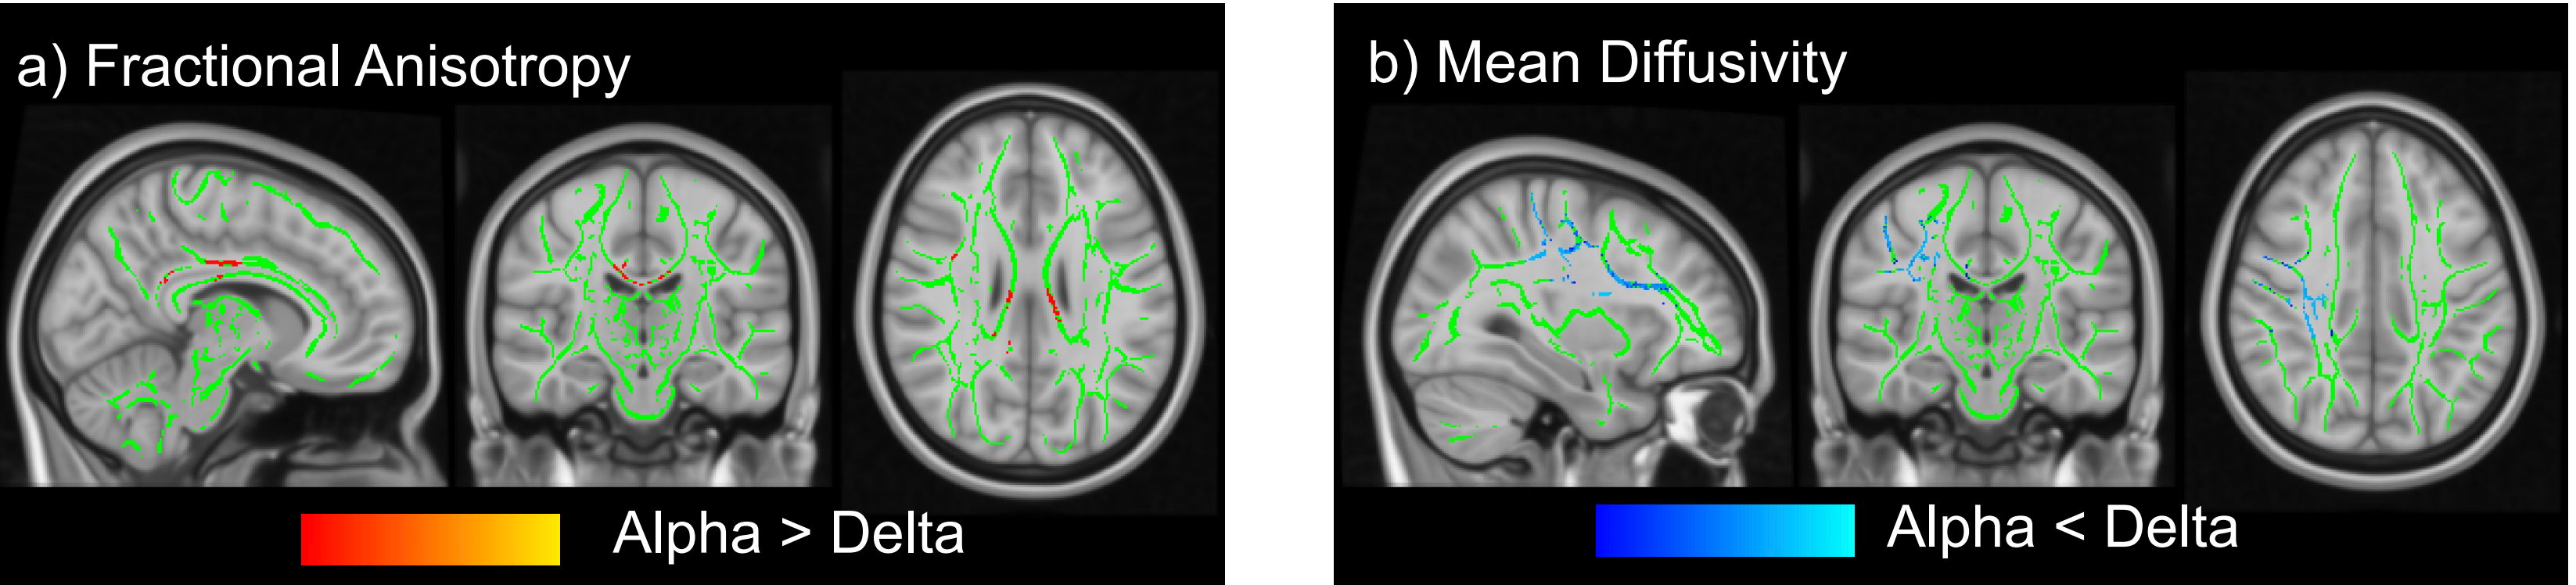 a) Fractional Anisotropy
Alpha > Delta
b) Mean Diffusivity
Alpha < Delta